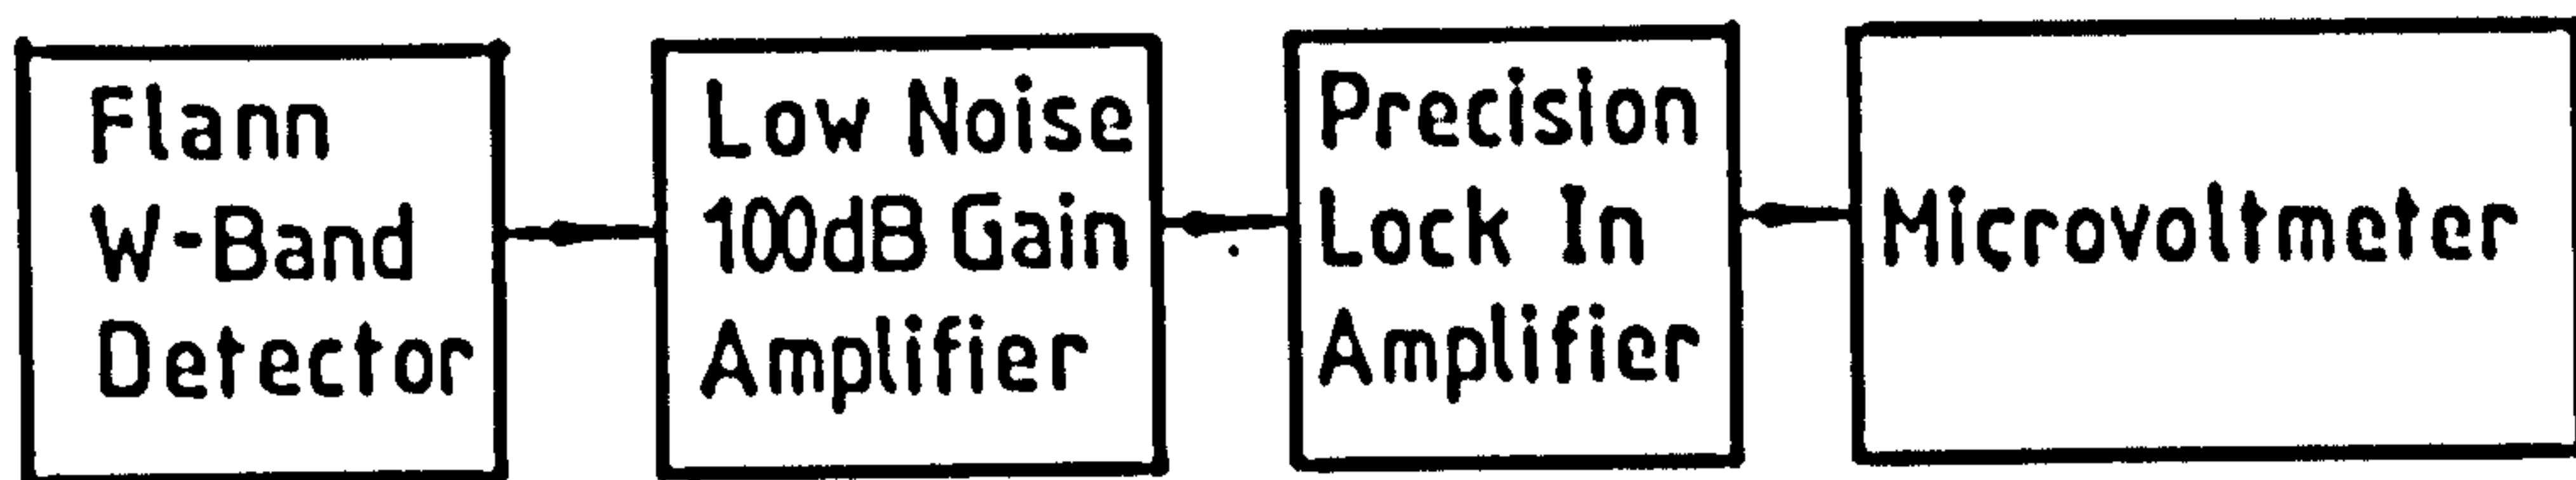 Flann
W-Band
Detector
Low Noise
100dB Gain
Amplifier
Precision
Lock In
Amplifier
Microvoltmeter